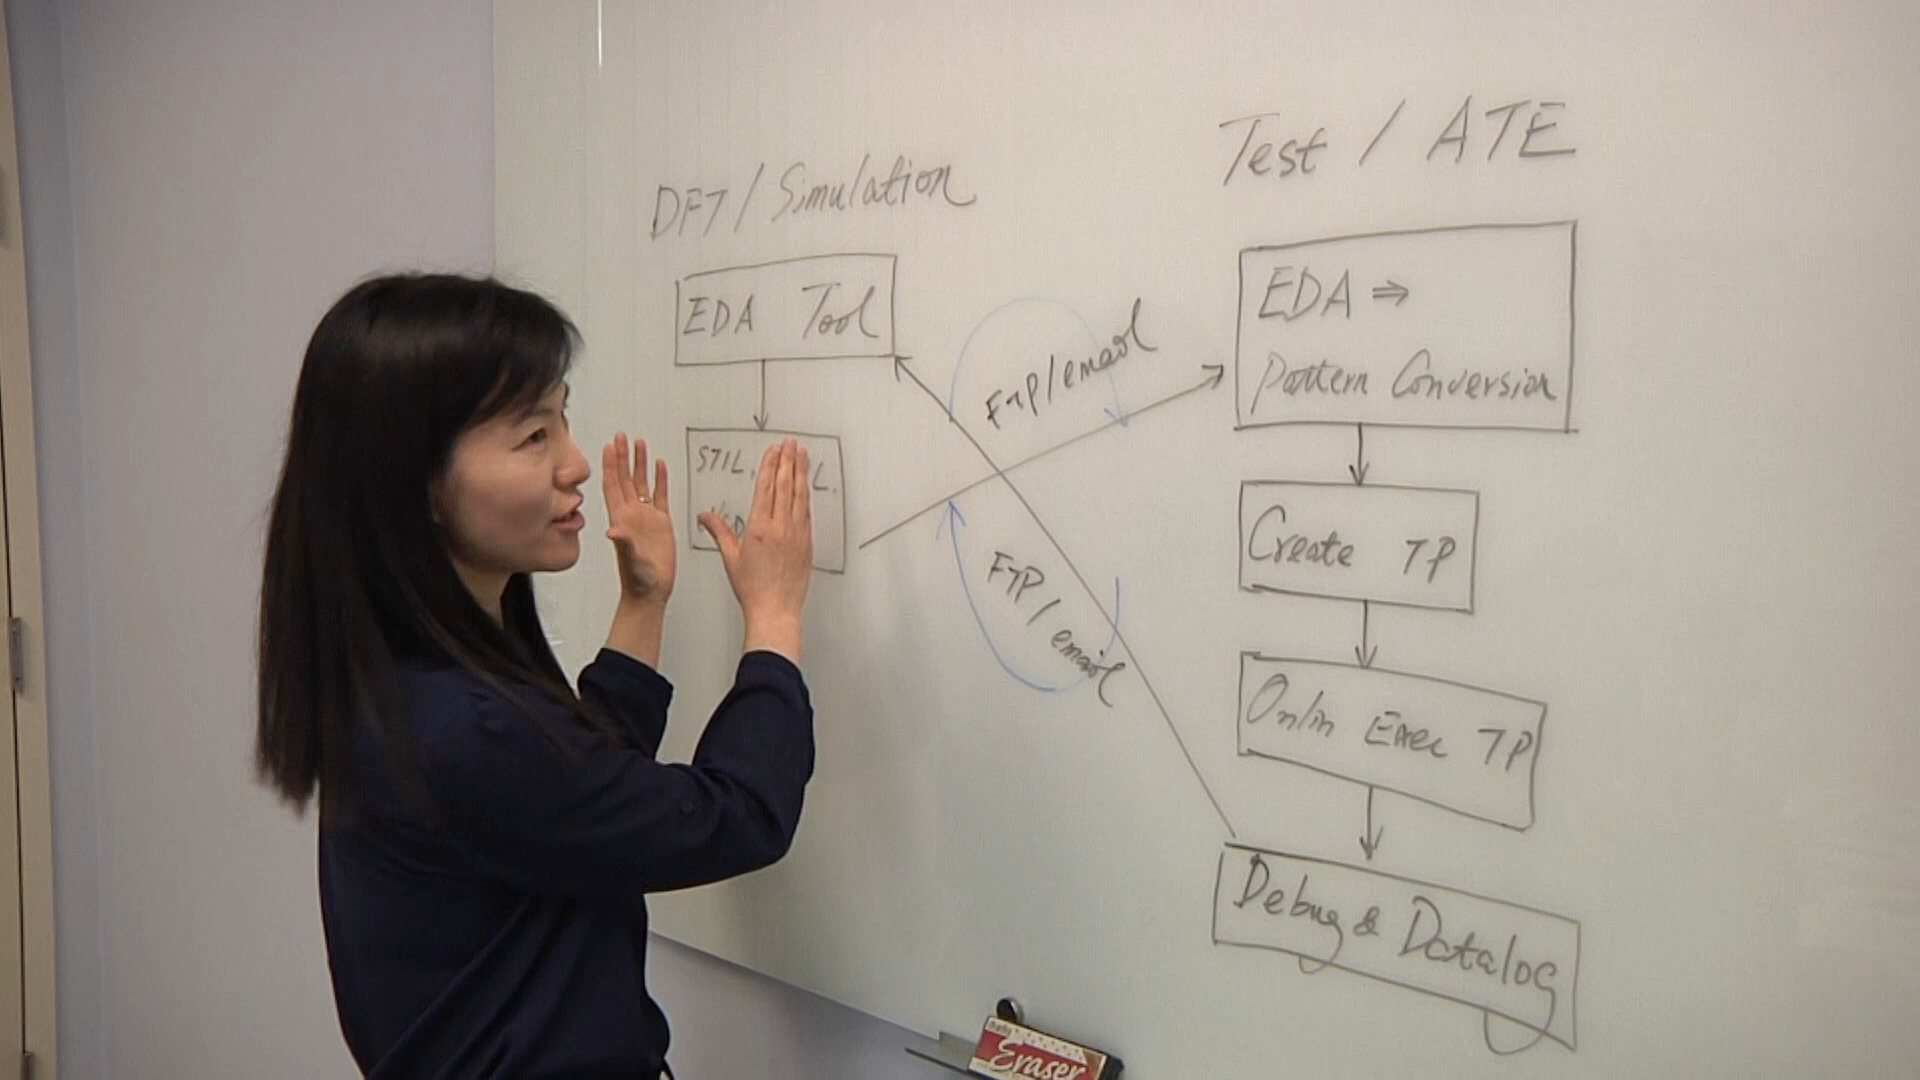 DFT / Simulation
EDA Tool
STIL,
FTP / email
FTP / email
Test / ATE
EDA ⇒
Pattern Conversion
Create TP
Onlin Exec TP
Debug & Datalog
Eraser